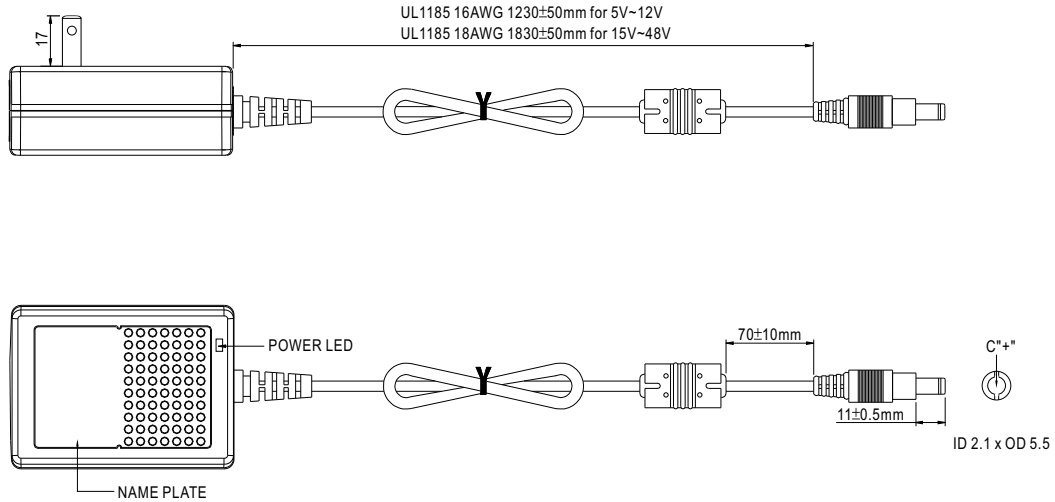 UL1185 16AWG 1230±50mm for 5V~12V
UL1185 18AWG 1830±50mm for 15V~48V
17
POWER LED
70±10mm
C"+"
11±0.5mm
ID 2.1 x OD 5.5
NAME PLATE